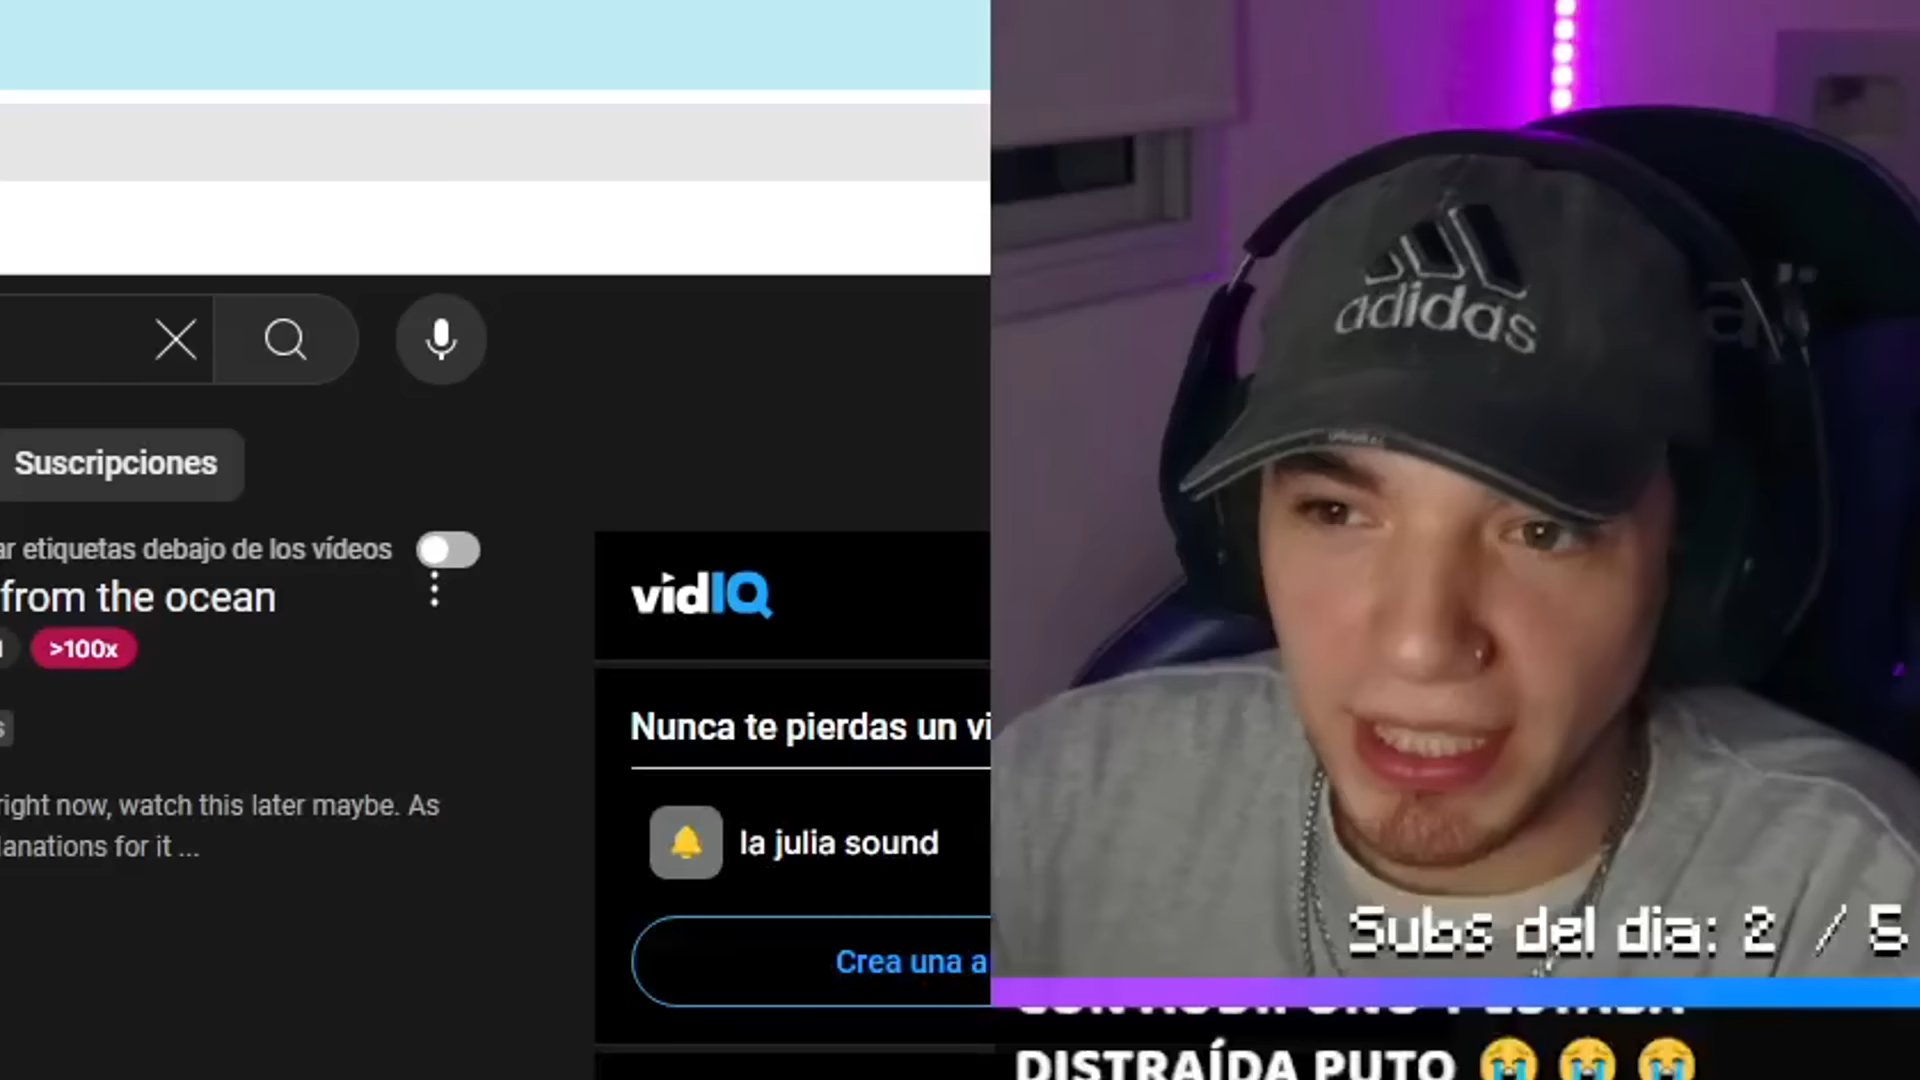 Suscripciones
ar etiquetas debajo de los vídeos
from the ocean
>100x
right now, watch this later maybe. As
lanations for it ...
vidIQ
Nunca te pierdas un vi
la julia sound
Crea una a
adidas
Subs del dia: 2 / 5
DISTRAÍDA PUTO 😭 😭 😭